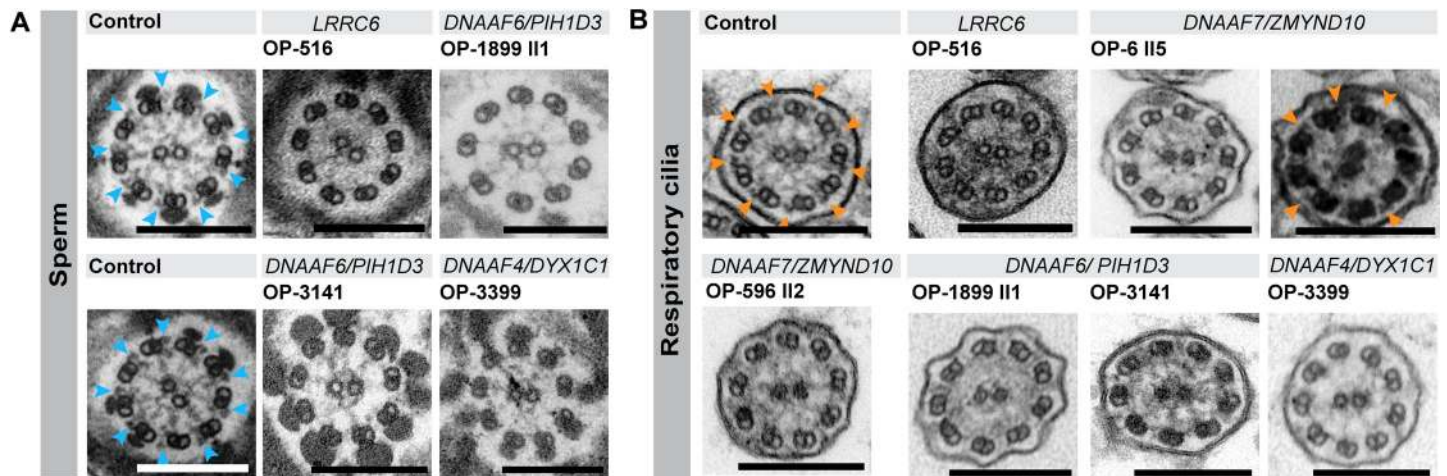 A
Sperm
Control
LRRC6
OP-516
DNAAF6/PIH1D3
OP-1899 II1
Control
DNAAF6/PIH1D3
OP-3141
DNAAF4/DYX1C1
OP-3399
B
Respiratory cilia
Control
LRRC6
OP-516
DNAAF7/ZMYND10
OP-6 II5
DNAAF7/ZMYND10
OP-596 II2
DNAAF6/ PIH1D3
OP-1899 II1
OP-3141
DNAAF4/DYX1C1
OP-3399